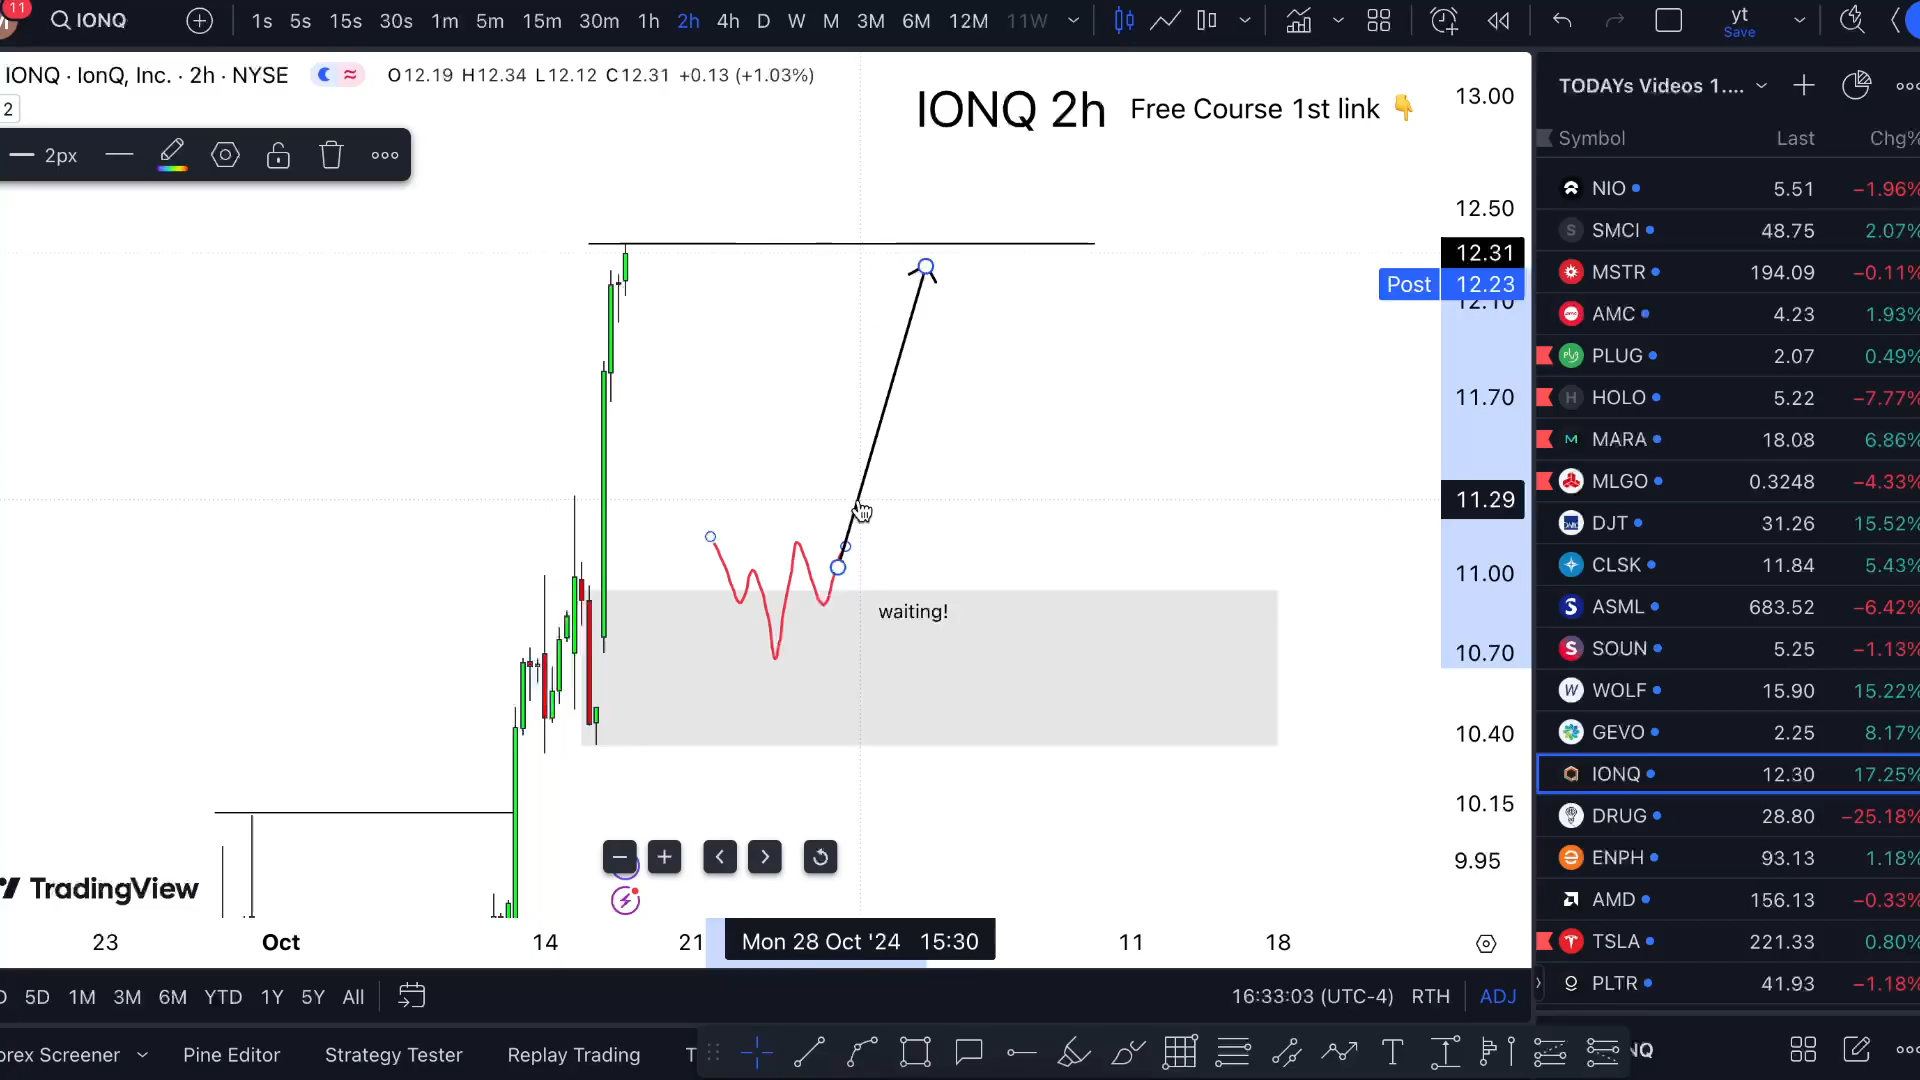 11
IONQ
1s 5s 15s 30s 1m 5m 15m 30m 1h 2h 4h D W M 3M 6M 12M 11W
yt
Save
IONQ · IonQ, Inc. · 2h · NYSE
O12.19 H12.34 L12.12 C12.31 +0.13 (+1.03%)
2
2px
IONQ 2h
Free Course 1st link 👇
13.00
12.50
12.31
Post 12.23
12.10
11.70
11.29
11.00
10.70
10.40
10.15
9.95
waiting!
TradingView
23 Oct 14 21
Mon 28 Oct '24 15:30
11 18
5D 1M 3M 6M YTD 1Y 5Y All
16:33:03 (UTC-4) RTH ADJ
orex Screener
Pine Editor
Strategy Tester
Replay Trading
T
NQ
TODAYs Videos 1....
Symbol Last Chg%
NIO 5.51 −1.96%
SMCI 48.75 2.07%
MSTR 194.09 −0.11%
AMC 4.23 1.93%
PLUG 2.07 0.49%
HOLO 5.22 −7.77%
MARA 18.08 6.86%
MLGO 0.3248 −4.33%
DJT 31.26 15.52%
CLSK 11.84 5.43%
ASML 683.52 −6.42%
SOUN 5.25 −1.13%
WOLF 15.90 15.22%
GEVO 2.25 8.17%
IONQ 12.30 17.25%
DRUG 28.80 −25.18%
ENPH 93.13 1.18%
AMD 156.13 −0.33%
TSLA 221.33 0.80%
PLTR 41.93 −1.18%